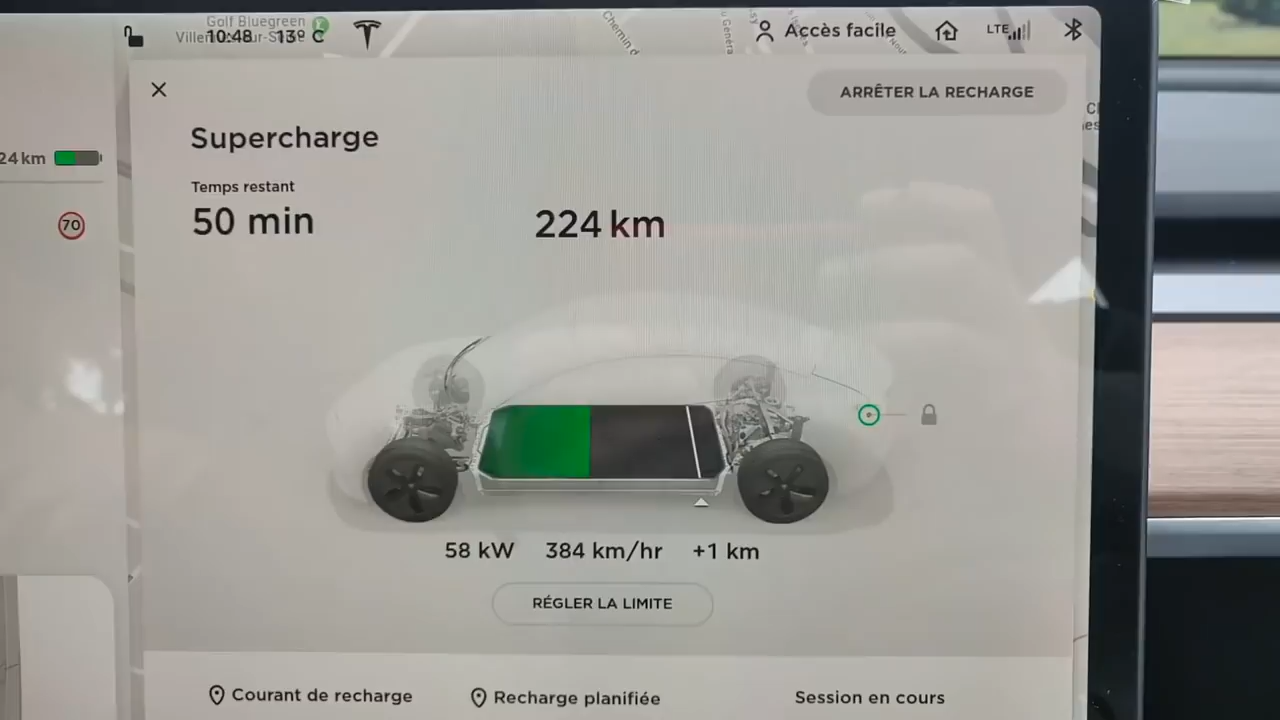 Golf Bluegreen
10:48 13° C
Accès facile
LTE
Chemin d
ARRÊTER LA RECHARGE
Supercharge
24 km
Temps restant
70
50 min
224 km
58 kW 384 km/hr +1 km
RÉGLER LA LIMITE
Courant de recharge
Recharge planifiée
Session en cours